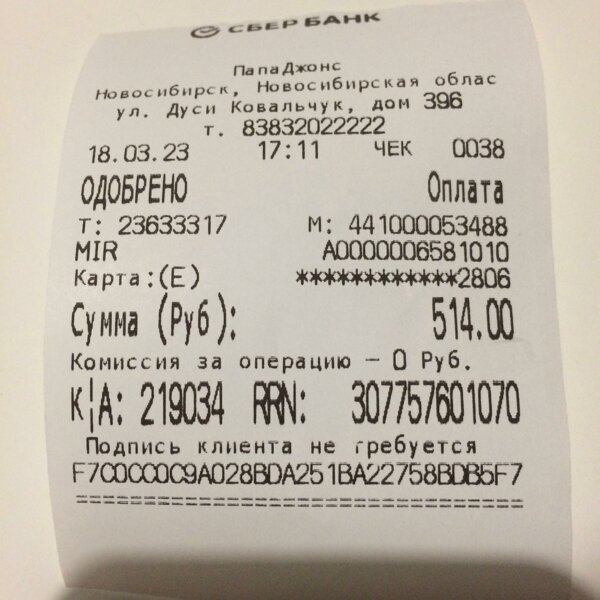 СБЕРБАНК
ПапаДжонс
Новосибирск, Новосибирская облас
ул. Дуси Ковальчук, дом 396
т. 83832022222
18.03.23 17:11 ЧЕК 0038
ОДОБРЕНО Оплата
Т: 23633317 М: 441000053488
MIR A0000006581010
Карта:(E) ************2806
Сумма (Руб): 514.00
Комиссия за операцию – 0 Руб.
К/А: 219034 RRN: 307757601070
Подпись клиента не требуется
F7C0CC0C9A028BDA251BA22758BDB5F7
================================